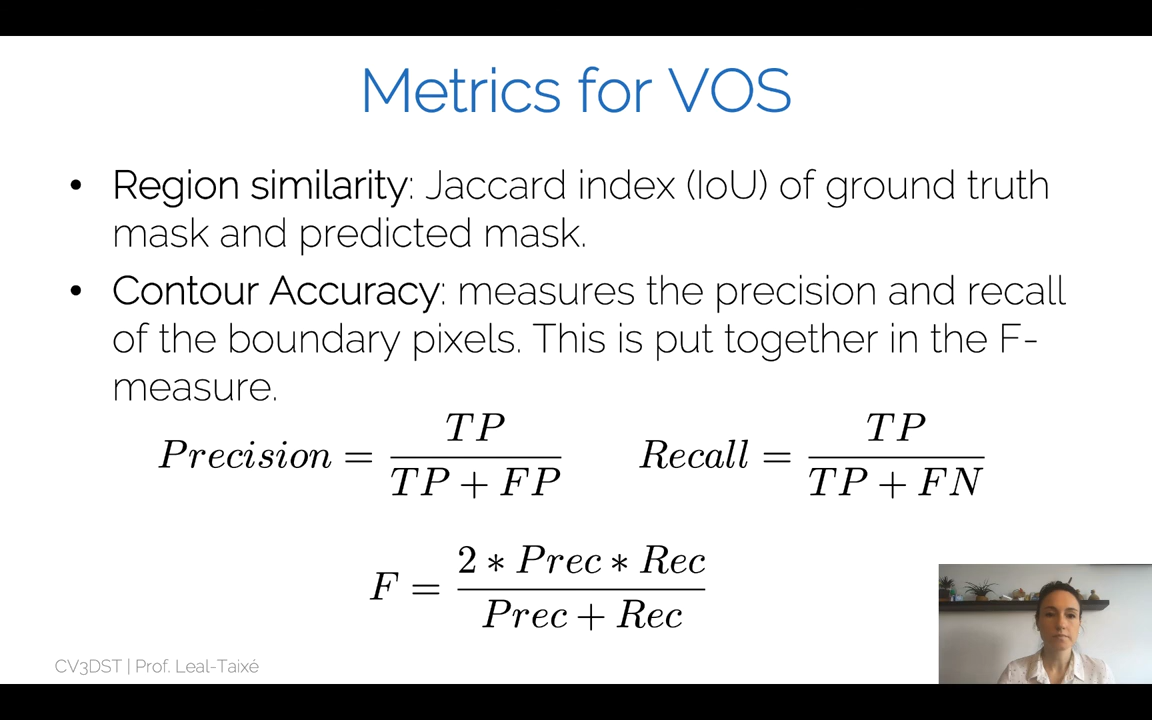 Metrics for VOS
• Region similarity: Jaccard index (IoU) of ground truth
mask and predicted mask.
• Contour Accuracy: measures the precision and recall
of the boundary pixels. This is put together in the F-
measure.
Precision = TP / (TP + FP)    Recall = TP / (TP + FN)
F = (2 * Prec * Rec) / (Prec + Rec)
CV3DST | Prof. Leal-Taixé